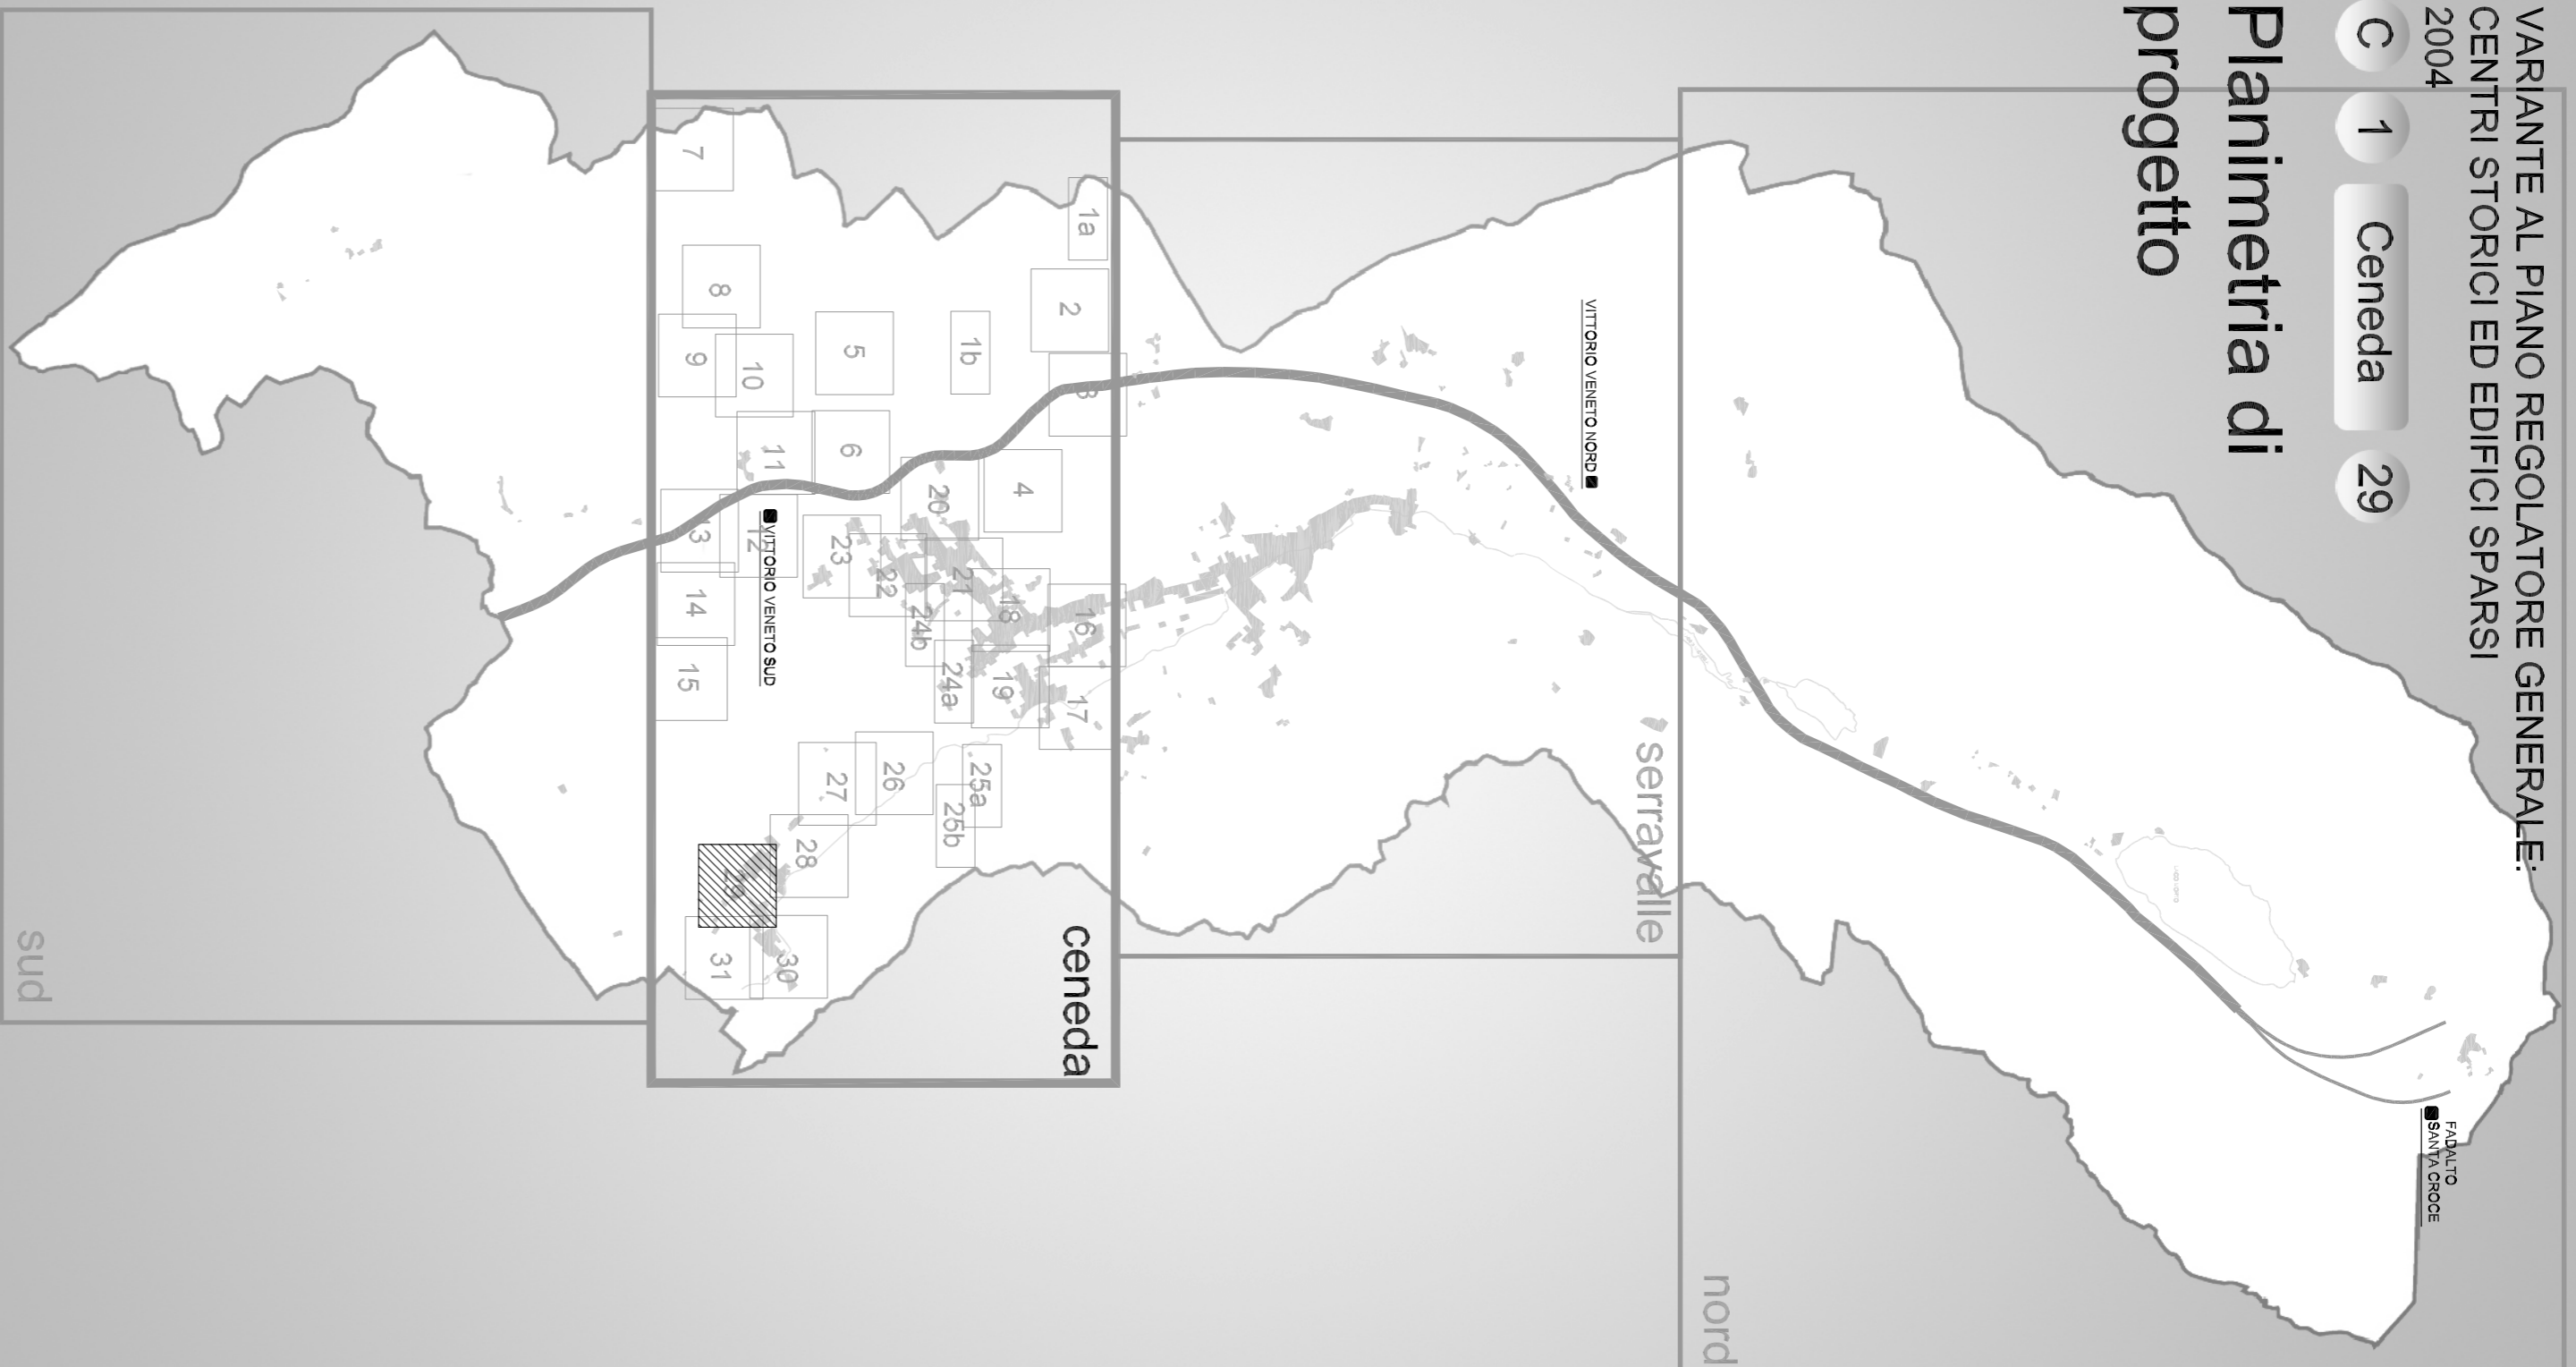 VARIANTE AL PIANO REGOLATORE GENERALE:
CENTRI STORICI ED EDIFICI SPARSI
2004
C 1 Ceneda 29
Planimetria di
progetto
FADALTO
SANTA CROCE
nord
serravalle
VITTORIO VENETO NORD
ceneda
1a
2
3
16
17
4
1b
18
19
25a
20
21
24b
24a
25b
5
6
23
22
26
27
28
VITTORIO VENETO SUD
7
8
9
10
11
12
13
14
15
29
30
31
sud